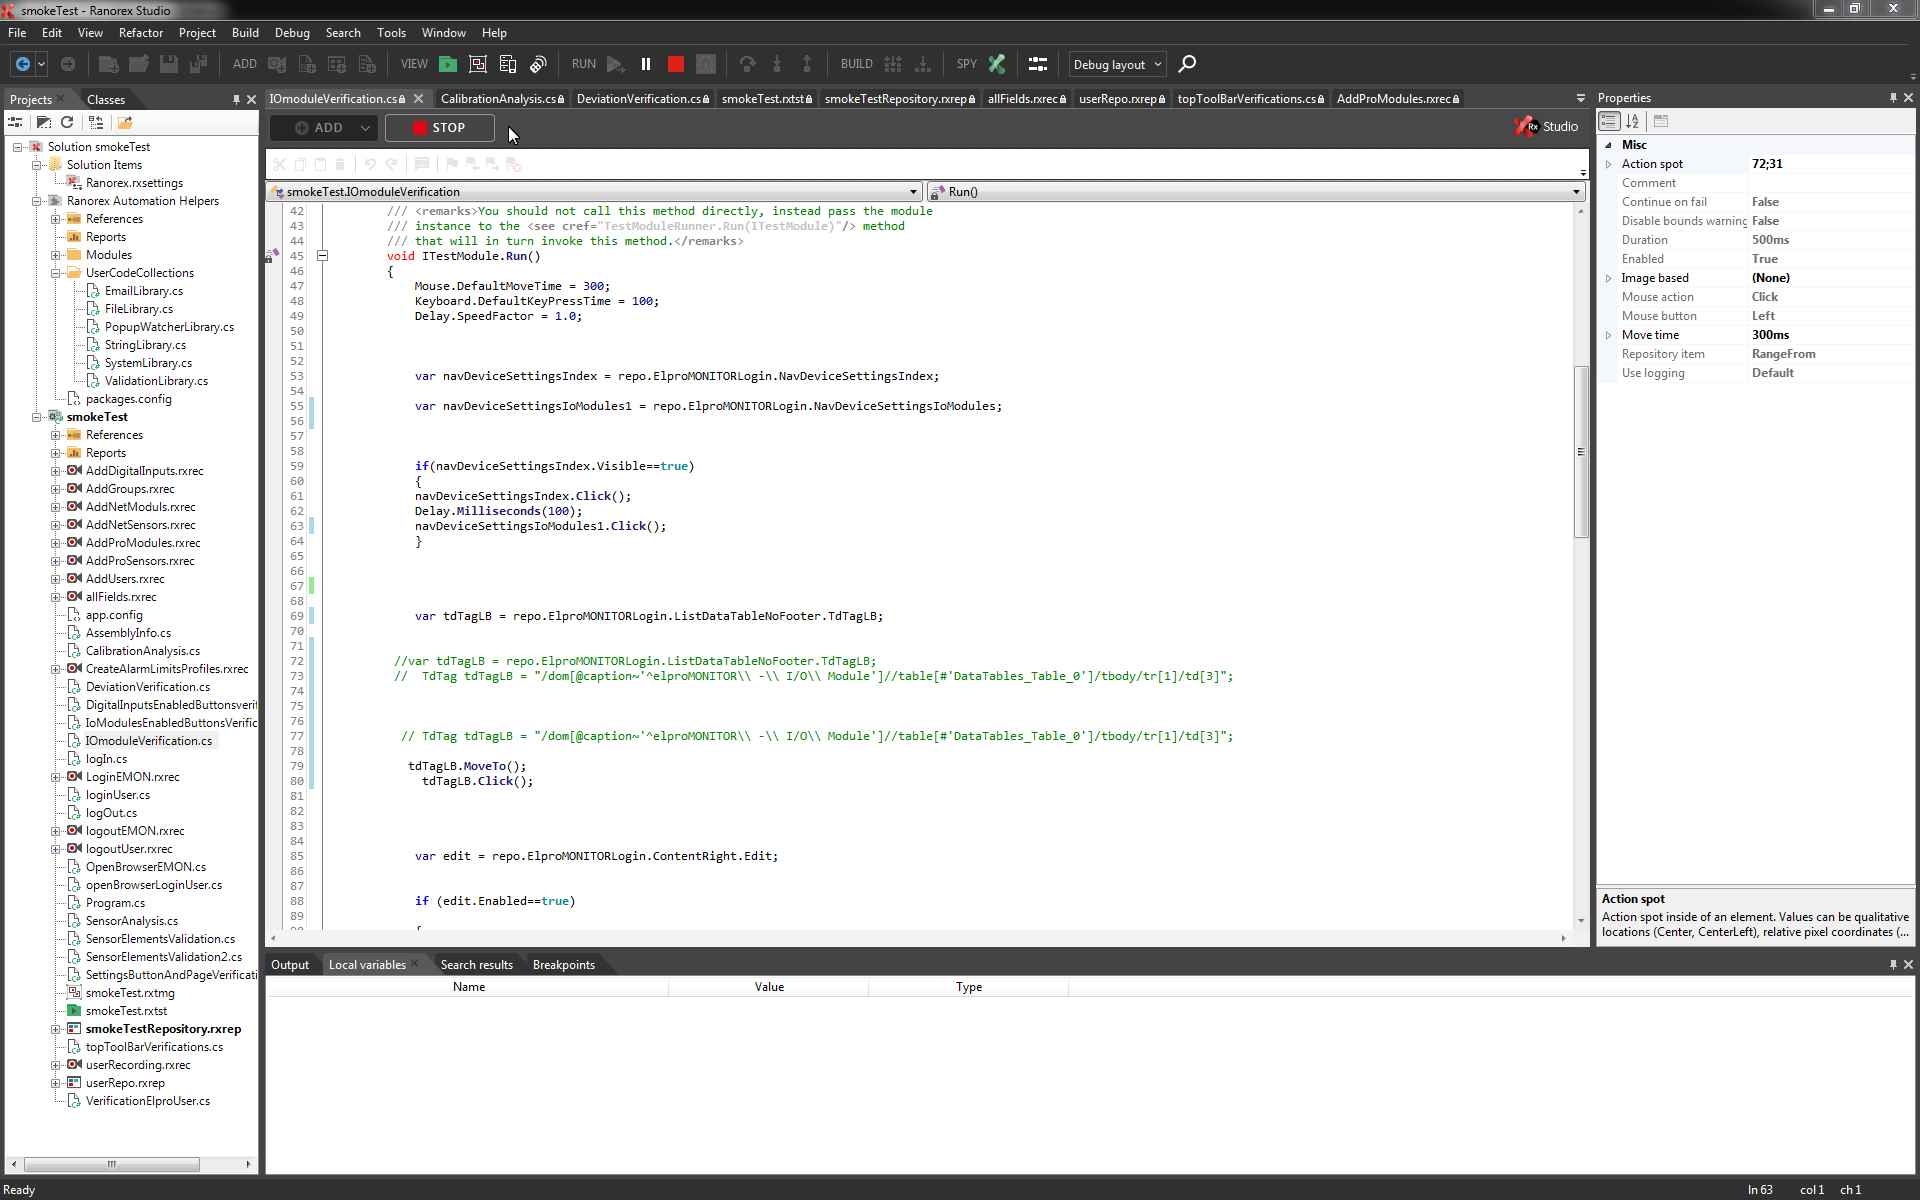 smokeTest - Ranorex Studio
File Edit View Refactor Project Build Debug Search Tools Window Help
ADD VIEW RUN BUILD SPY Debug layout
Projects Classes
Solution smokeTest
Solution Items
Ranorex.rxsettings
Ranorex Automation Helpers
References
Reports
Modules
UserCodeCollections
EmailLibrary.cs
FileLibrary.cs
PopupWatcherLibrary.cs
StringLibrary.cs
SystemLibrary.cs
ValidationLibrary.cs
packages.config
smokeTest
References
Reports
AddDigitalInputs.rxrec
AddGroups.rxrec
AddNetModuls.rxrec
AddNetSensors.rxrec
AddProModules.rxrec
AddProSensors.rxrec
AddUsers.rxrec
allFields.rxrec
app.config
AssemblyInfo.cs
CalibrationAnalysis.cs
CreateAlarmLimitsProfiles.rxrec
DeviationVerification.cs
DigitalInputsEnabledButtonsveri
IoModulesEnabledButtonsVerific
IOmoduleVerification.cs
logIn.cs
LoginEMON.rxrec
loginUser.cs
logOut.cs
logoutEMON.rxrec
logoutUser.rxrec
OpenBrowserEMON.cs
openBrowserLoginUser.cs
Program.cs
SensorAnalysis.cs
SensorElementsValidation.cs
SensorElementsValidation2.cs
SettingsButtonAndPageVerificati
smokeTest.rxtmg
smokeTest.rxtst
smokeTestRepository.rxrep
topToolBarVerifications.cs
userRecording.rxrec
userRepo.rxrep
VerificationElproUser.cs
IOmoduleVerification.cs CalibrationAnalysis.cs DeviationVerification.cs smokeTest.rxtst smokeTestRepository.rxrep allFields.rxrec userRepo.rxrep topToolBarVerifications.cs AddProModules.rxrec
ADD STOP Rx Studio
smokeTest.IOmoduleVerification Run()
42 /// <remarks>You should not call this method directly, instead pass the module
43 /// instance to the <see cref="TestModuleRunner.Run(ITestModule)"/> method
44 /// that will in turn invoke this method.</remarks>
45 void ITestModule.Run()
46 {
47 Mouse.DefaultMoveTime = 300;
48 Keyboard.DefaultKeyPressTime = 100;
49 Delay.SpeedFactor = 1.0;
50
51
52
53 var navDeviceSettingsIndex = repo.ElproMONITORLogin.NavDeviceSettingsIndex;
54
55 var navDeviceSettingsIoModules1 = repo.ElproMONITORLogin.NavDeviceSettingsIoModules;
56
57
58
59 if(navDeviceSettingsIndex.Visible==true)
60 {
61 navDeviceSettingsIndex.Click();
62 Delay.Milliseconds(100);
63 navDeviceSettingsIoModules1.Click();
64 }
65
66
67
68
69 var tdTagLB = repo.ElproMONITORLogin.ListDataTableNoFooter.TdTagLB;
70
71
72 //var tdTagLB = repo.ElproMONITORLogin.ListDataTableNoFooter.TdTagLB;
73 // TdTag tdTagLB = "/dom[@caption~'^elproMONITOR\\ -\\ I/O\\ Module']//table[#'DataTables_Table_0']/tbody/tr[1]/td[3]";
74
75
76
77 // TdTag tdTagLB = "/dom[@caption~'^elproMONITOR\\ -\\ I/O\\ Module']//table[#'DataTables_Table_0']/tbody/tr[1]/td[3]";
78
79 tdTagLB.MoveTo();
80 tdTagLB.Click();
81
82
83
84
85 var edit = repo.ElproMONITORLogin.ContentRight.Edit;
86
87
88 if (edit.Enabled==true)
89
Output Local variables Search results Breakpoints
Name Value Type
Properties
Misc
Action spot 72;31
Comment
Continue on fail False
Disable bounds warning False
Duration 500ms
Enabled True
Image based (None)
Mouse action Click
Mouse button Left
Move time 300ms
Repository item RangeFrom
Use logging Default
Action spot
Action spot inside of an element. Values can be qualitative
locations (Center, CenterLeft), relative pixel coordinates (...
Ready ln 63 col 1 ch 1